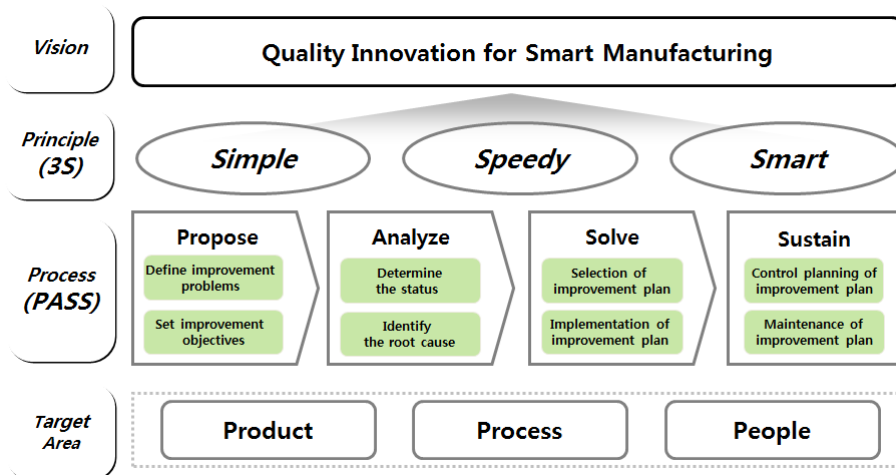 Vision
Quality Innovation for Smart Manufacturing
Principle
(3S)
Simple
Speedy
Smart
Process
(PASS)
Propose
Define improvement
problems
Set improvement
objectives
Analyze
Determine
the status
Identify
the root cause
Solve
Selection of
improvement plan
Implementation of
improvement plan
Sustain
Control planning of
improvement plan
Maintenance of
improvement plan
Target
Area
Product
Process
People